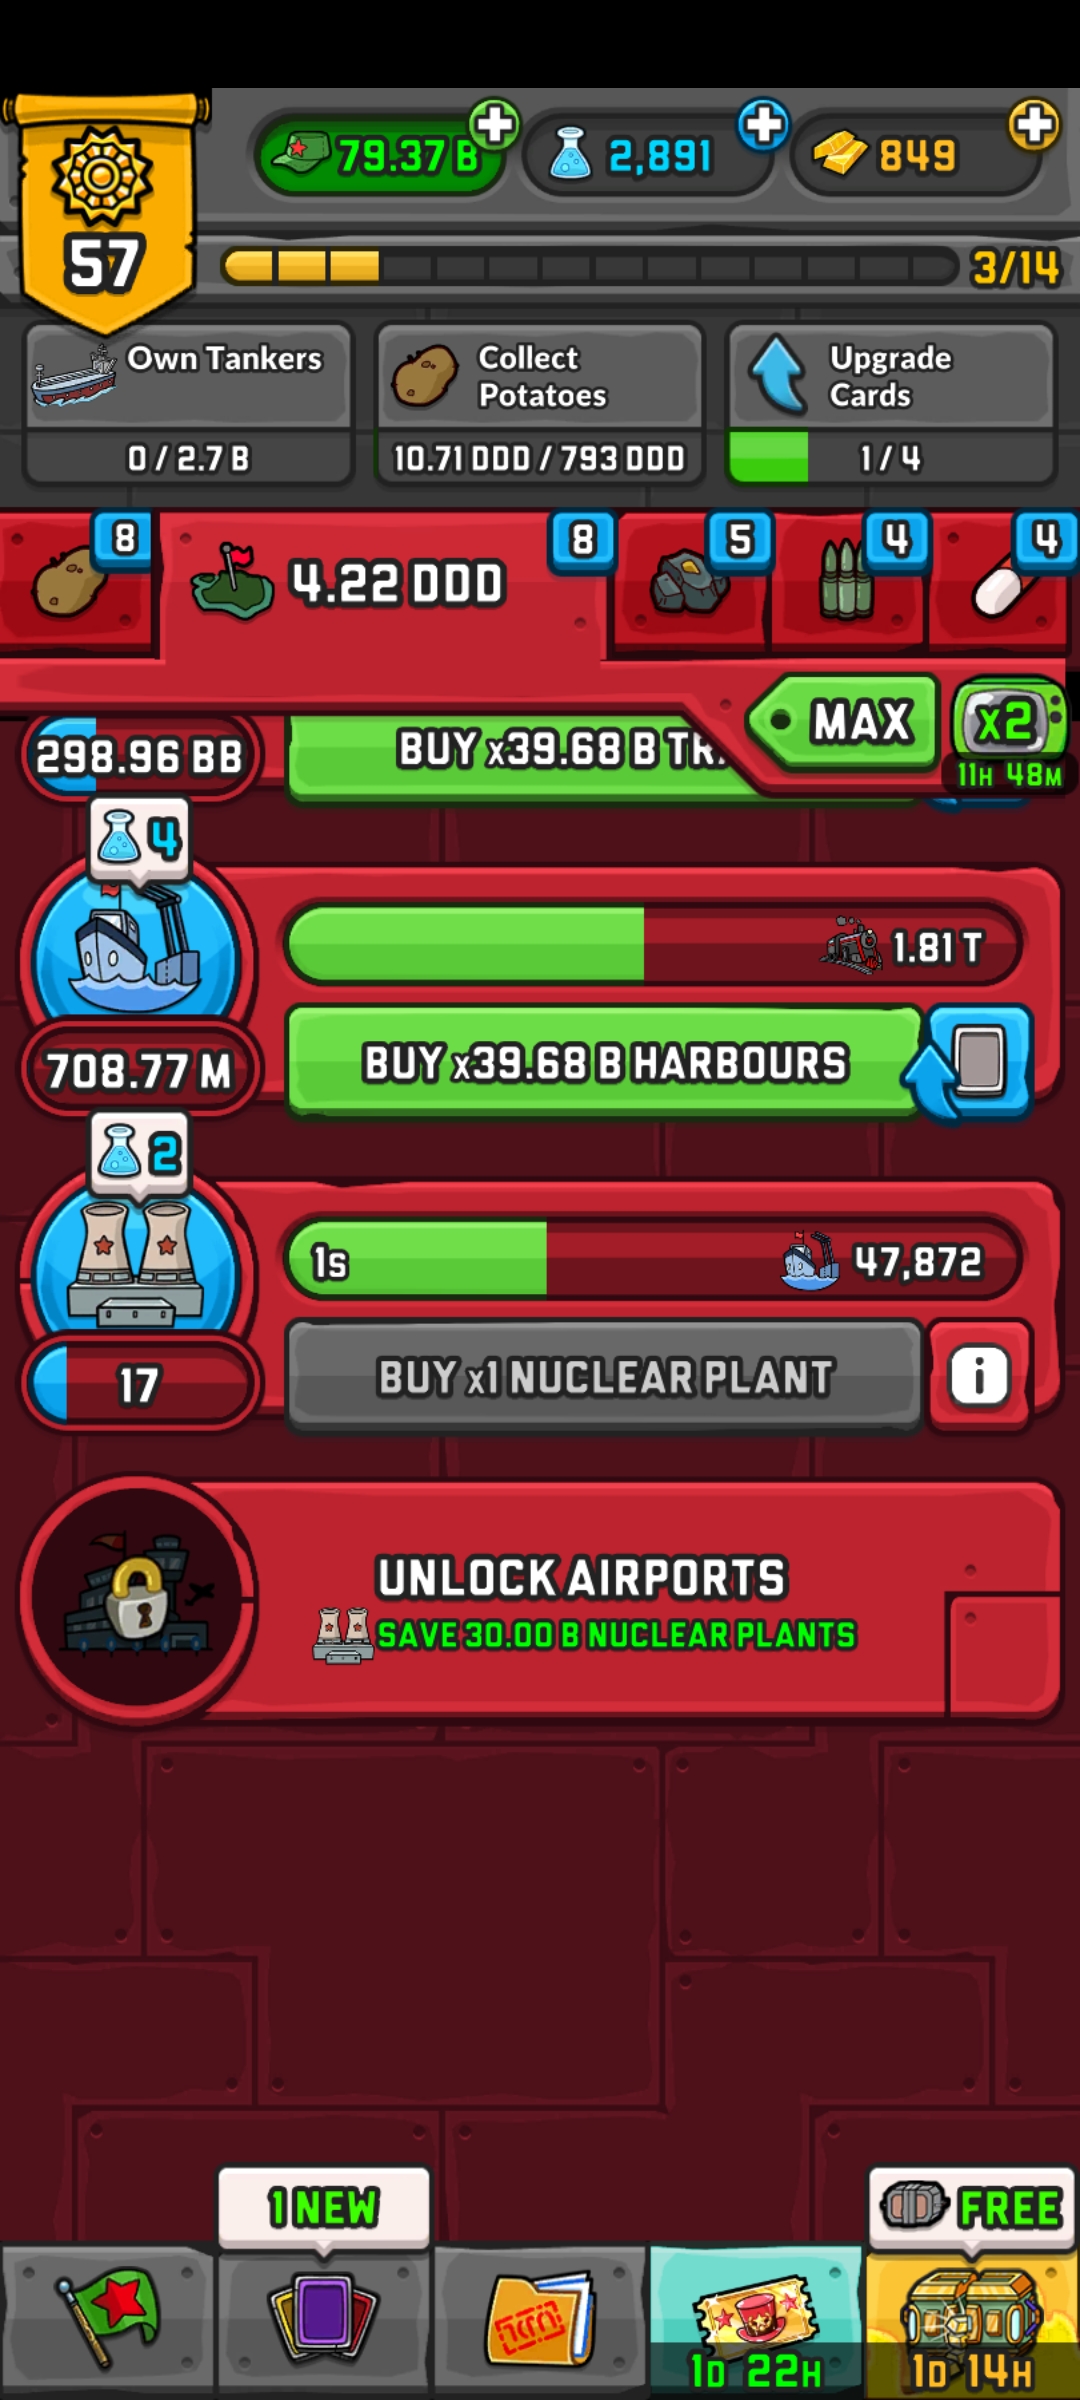 79.37 B
2,891
849
57
3/14
Own Tankers
0 / 2.7 B
Collect
Potatoes
10.71 DDD / 793 DDD
Upgrade
Cards
1 / 4
8
4.22 DDD
8
5
4
4
MAX
x2
11H 48M
298.96 BB
BUY x39.68 B
4
1.81 T
708.77 M
BUY x39.68 B HARBOURS
2
1s
47,872
17
BUY x1 NUCLEAR PLANT
i
UNLOCK AIRPORTS
SAVE 30.00 B NUCLEAR PLANTS
1 NEW
FREE
1D 22H
1D 14H